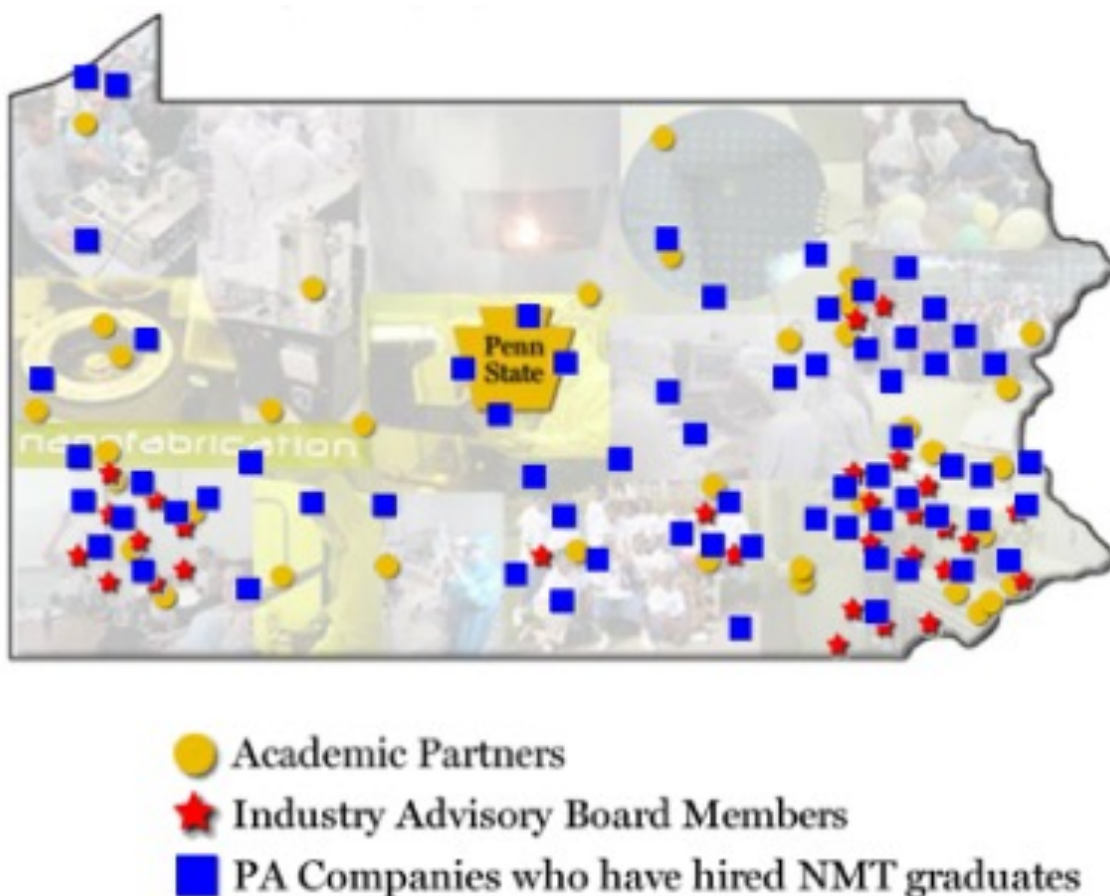 Penn
State
nanofabrication
Academic Partners
Industry Advisory Board Members
PA Companies who have hired NMT graduates